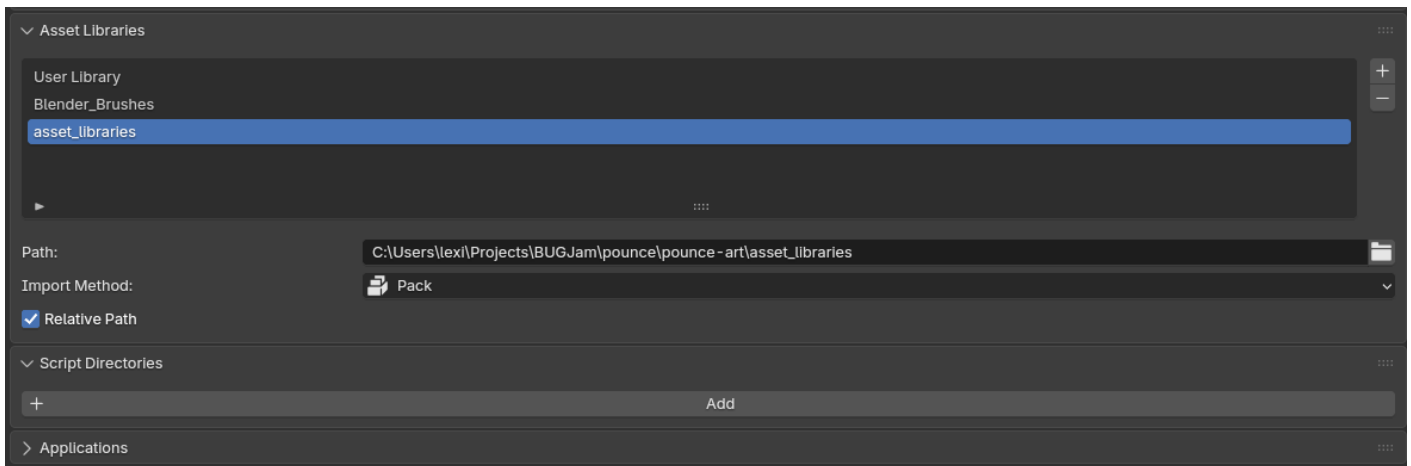 Asset Libraries
User Library
Blender_Brushes
asset_libraries
Path: C:\Users\lexi\Projects\BUGJam\pounce\pounce-art\asset_libraries
Import Method: Pack
Relative Path
Script Directories
Add
Applications